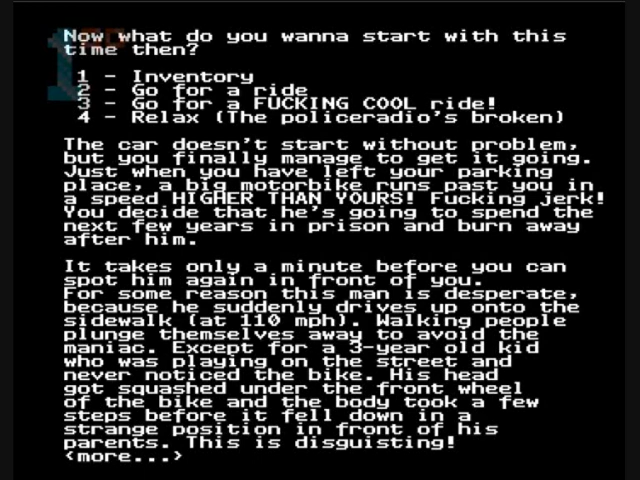 Now what do you wanna start with this
time then?
1 - Inventory
2 - Go for a ride
3 - Go for a FUCKING COOL ride!
4 - Relax (The policeradio's broken)
The car doesn't start without problem,
but you finally manage to get it going.
Just when you have left your parking
place, a big motorbike runs past you in
a speed HIGHER THAN YOURS! Fucking jerk!
You decide that he's going to spend the
next few years in prison and burn away
after him.
It takes only a minute before you can
spot him again in front of you.
For some reason this man is desperate,
because he suddenly drives up onto the
sidewalk (at 110 mph). Walking people
plunge themselves away to avoid the
maniac. Except for a 3-year old kid
who was playing on the street and
never noticed the bike. His head
got squashed under the front wheel
of the bike and the body took a few
steps before it fell down in a
strange position in front of his
parents. This is disgusting!
<more...>